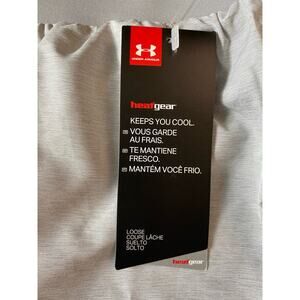 UNDER ARMOUR
heatgear
KEEPS YOU COOL.
VOUS GARDE
AU FRAIS.
TE MANTIENE
FRESCO.
MANTÉM VOCÊ FRIO.
LOOSE
COUPE LÂCHE
SUELTO
SOLTO
heatgear